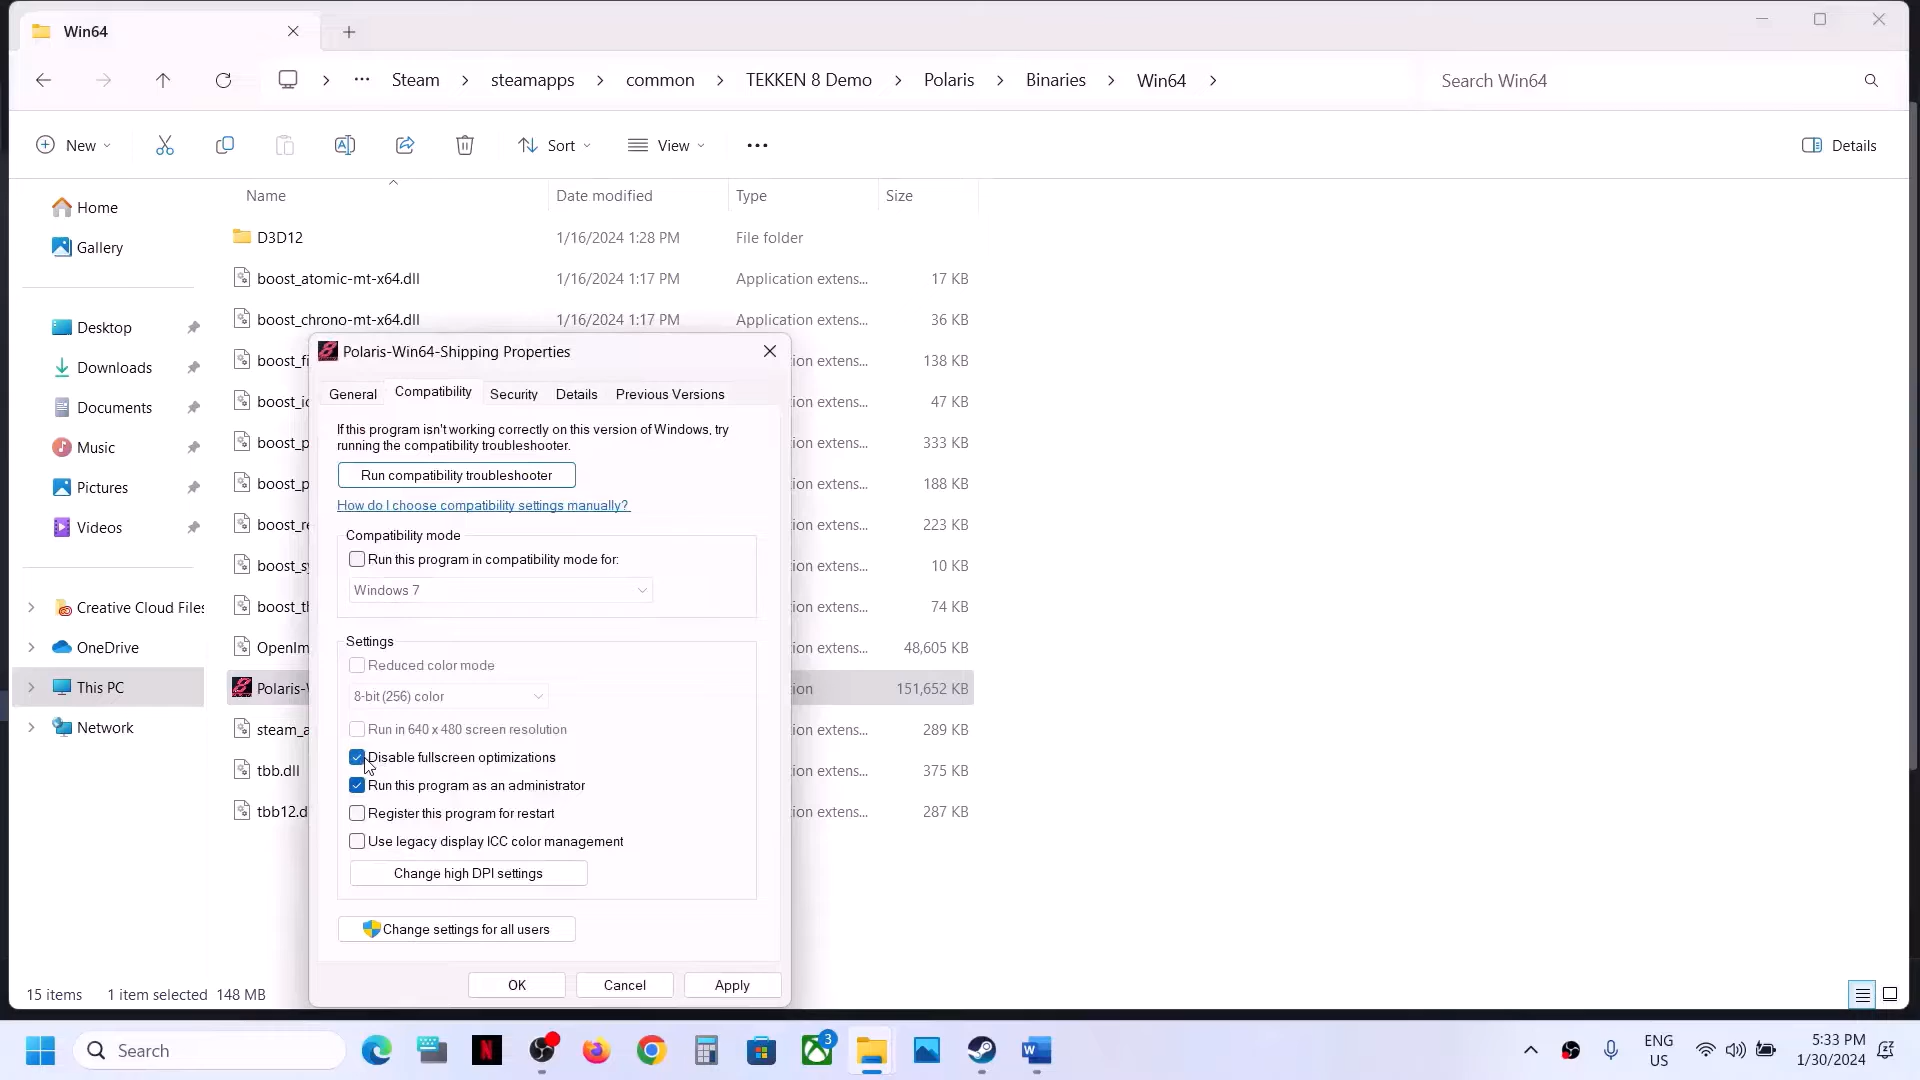 Win64
Steam > steamapps > common > TEKKEN 8 Demo > Polaris > Binaries > Win64 >
Search Win64
New
Sort
View
Details
Name
Date modified
Type
Size
Home
Gallery
Desktop
Downloads
Documents
Music
Pictures
Videos
Creative Cloud Files
OneDrive
This PC
Network
D3D12 1/16/2024 1:28 PM File folder
boost_atomic-mt-x64.dll 1/16/2024 1:17 PM Application extens... 17 KB
boost_chrono-mt-x64.dll 1/16/2024 1:17 PM Application extens... 36 KB
ion extens... 138 KB
ion extens... 47 KB
boost_p ion extens... 333 KB
boost_p ion extens... 188 KB
ion extens... 223 KB
ion extens... 10 KB
ion extens... 74 KB
OpenIm ion extens... 48,605 KB
Polaris- ion 151,652 KB
steam_a ion extens... 289 KB
tbb.dll ion extens... 375 KB
tbb12.d ion extens... 287 KB
Polaris-Win64-Shipping Properties
General
Compatibility
Security
Details
Previous Versions
If this program isn't working correctly on this version of Windows, try
running the compatibility troubleshooter.
Run compatibility troubleshooter
How do I choose compatibility settings manually?
Compatibility mode
Run this program in compatibility mode for:
Windows 7
Settings
Reduced color mode
8-bit (256) color
Run in 640 x 480 screen resolution
Disable fullscreen optimizations
Run this program as an administrator
Register this program for restart
Use legacy display ICC color management
Change high DPI settings
Change settings for all users
OK
Cancel
Apply
15 items
1 item selected 148 MB
Search
3
ENG
US
5:33 PM
1/30/2024